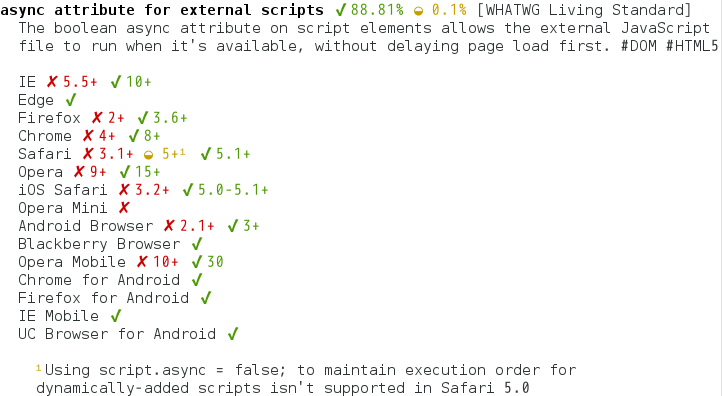 async attribute for external scripts ✔88.81% ◒ 0.1% [WHATWG Living Standard]
The boolean async attribute on script elements allows the external JavaScript
file to run when it's available, without delaying page load first. #DOM #HTML5
IE ✘5.5+ ✔10+
Edge ✔
Firefox ✘2+ ✔3.6+
Chrome ✘4+ ✔8+
Safari ✘3.1+ ◒ 5+¹ ✔5.1+
Opera ✘9+ ✔15+
iOS Safari ✘3.2+ ✔5.0-5.1+
Opera Mini ✘
Android Browser ✘2.1+ ✔3+
Blackberry Browser ✔
Opera Mobile ✘10+ ✔30
Chrome for Android ✔
Firefox for Android ✔
IE Mobile ✔
UC Browser for Android ✔
¹Using script.async = false; to maintain execution order for
dynamically-added scripts isn't supported in Safari 5.0